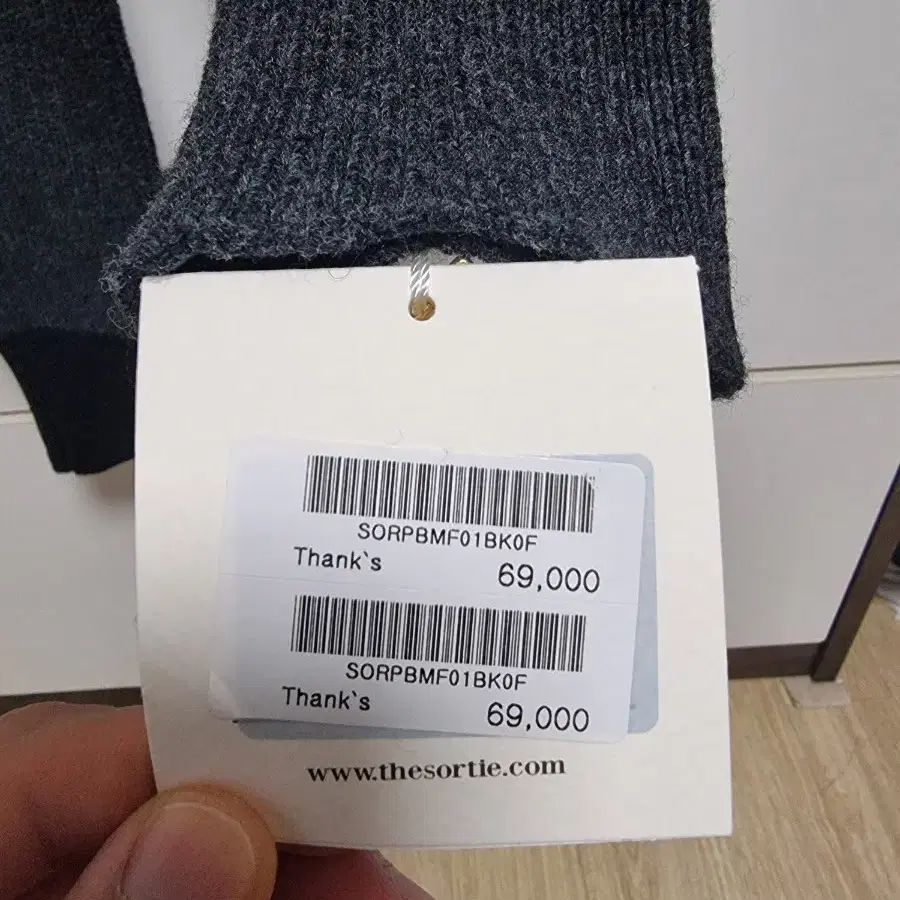 SORPBMF01BK0F
Thank`s 69,000
SORPBMF01BK0F
Thank`s 69,000
www.thesortie.com